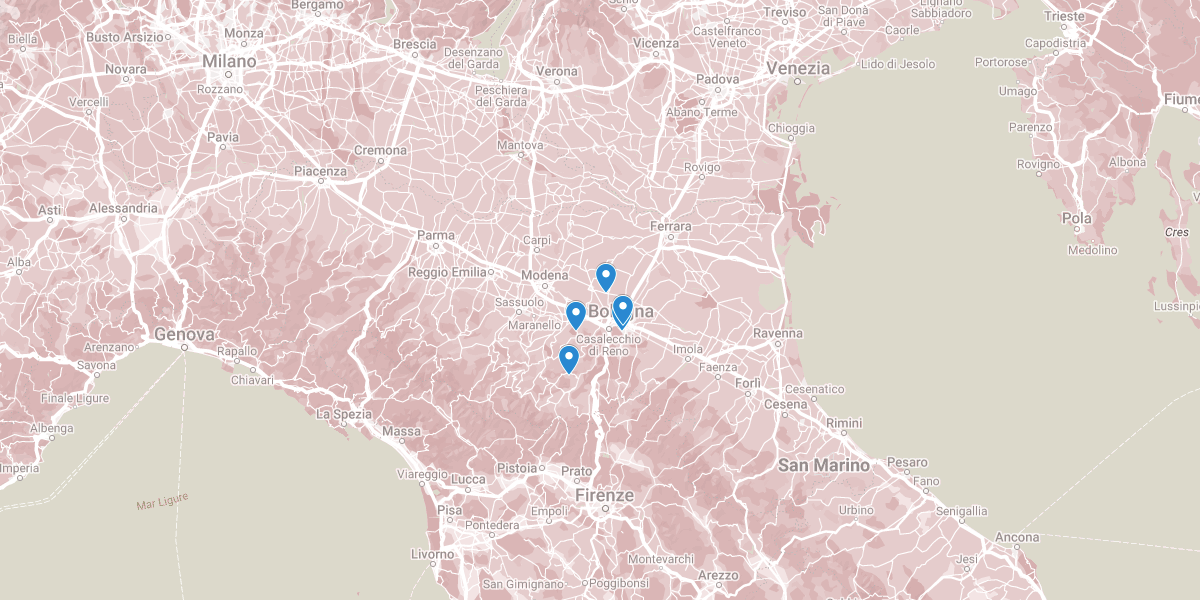 Bergamo
Schio
Treviso
San Donà
di Piave
Lignano
Sabbiadoro
Trieste
Biella
Busto Arsizio
Monza
Brescia
Desenzano
del Garda
Vicenza
Castelfranco
Veneto
Caorle
Capodistria
Novara
Milano
Rozzano
Verona
Peschiera
del Garda
Padova
Abano Terme
Venezia
Lido di Jesolo
Portorose
Umago
Fiume
Vercelli
Pavia
Cremona
Mantova
Chioggia
Parenzo
Rovigno
Albona
Piacenza
Rovigo
Asti
Alessandria
Parma
Carpi
Ferrara
Pola
Cres
Medolino
Alba
Reggio Emilia
Modena
Sassuolo
Maranello
Casalecchio
di Reno
Imola
Faenza
Ravenna
Lussinpi
Genova
Arenzano
Savona
Rapallo
Chiavari
Finale Ligure
Albenga
Imperia
La Spezia
Massa
Forlì
Cesenatico
Cesena
Rimini
San Marino
Pesaro
Fano
Urbino
Senigallia
Ancona
Jesi
Viareggio
Lucca
Pistoia
Prato
Firenze
Mar Ligure
Pisa
Pontedera
Empoli
Livorno
San Gimignano
Poggibonsi
Montevarchi
Arezzo